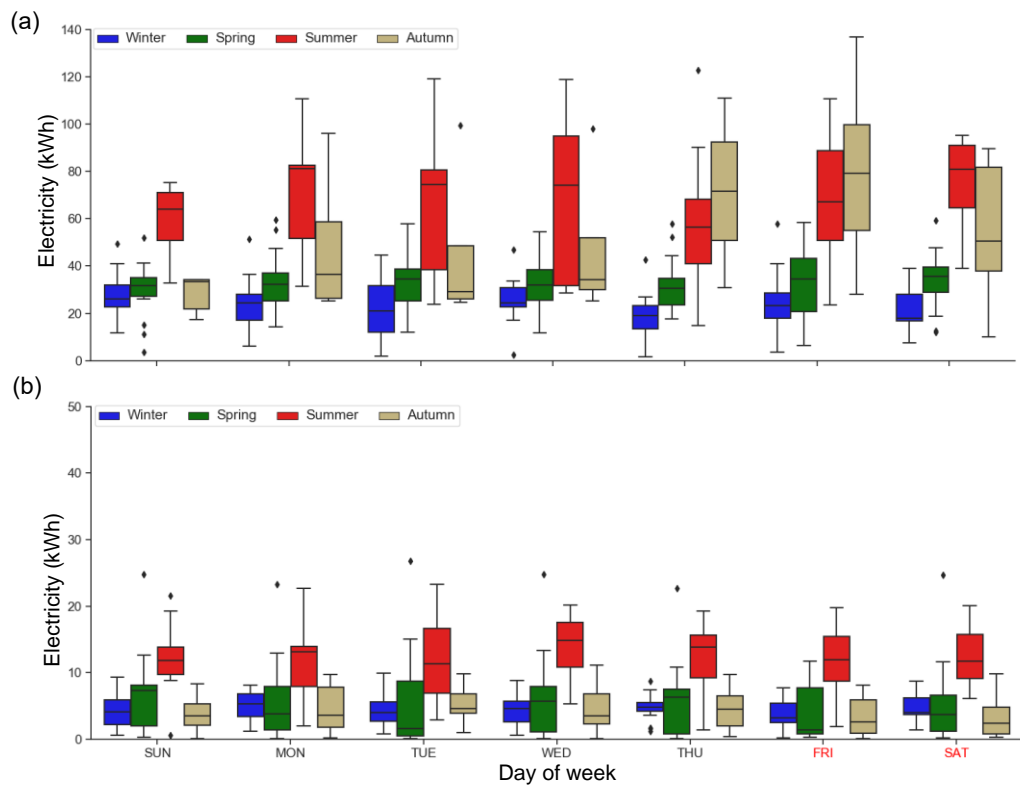 (a)
140
120
100
80
60
40
20
0
Electricity (kWh)
Winter Spring Summer Autumn
(b)
50
40
30
20
10
0
Electricity (kWh)
Winter Spring Summer Autumn
SUN MON TUE WED THU FRI SAT
Day of week